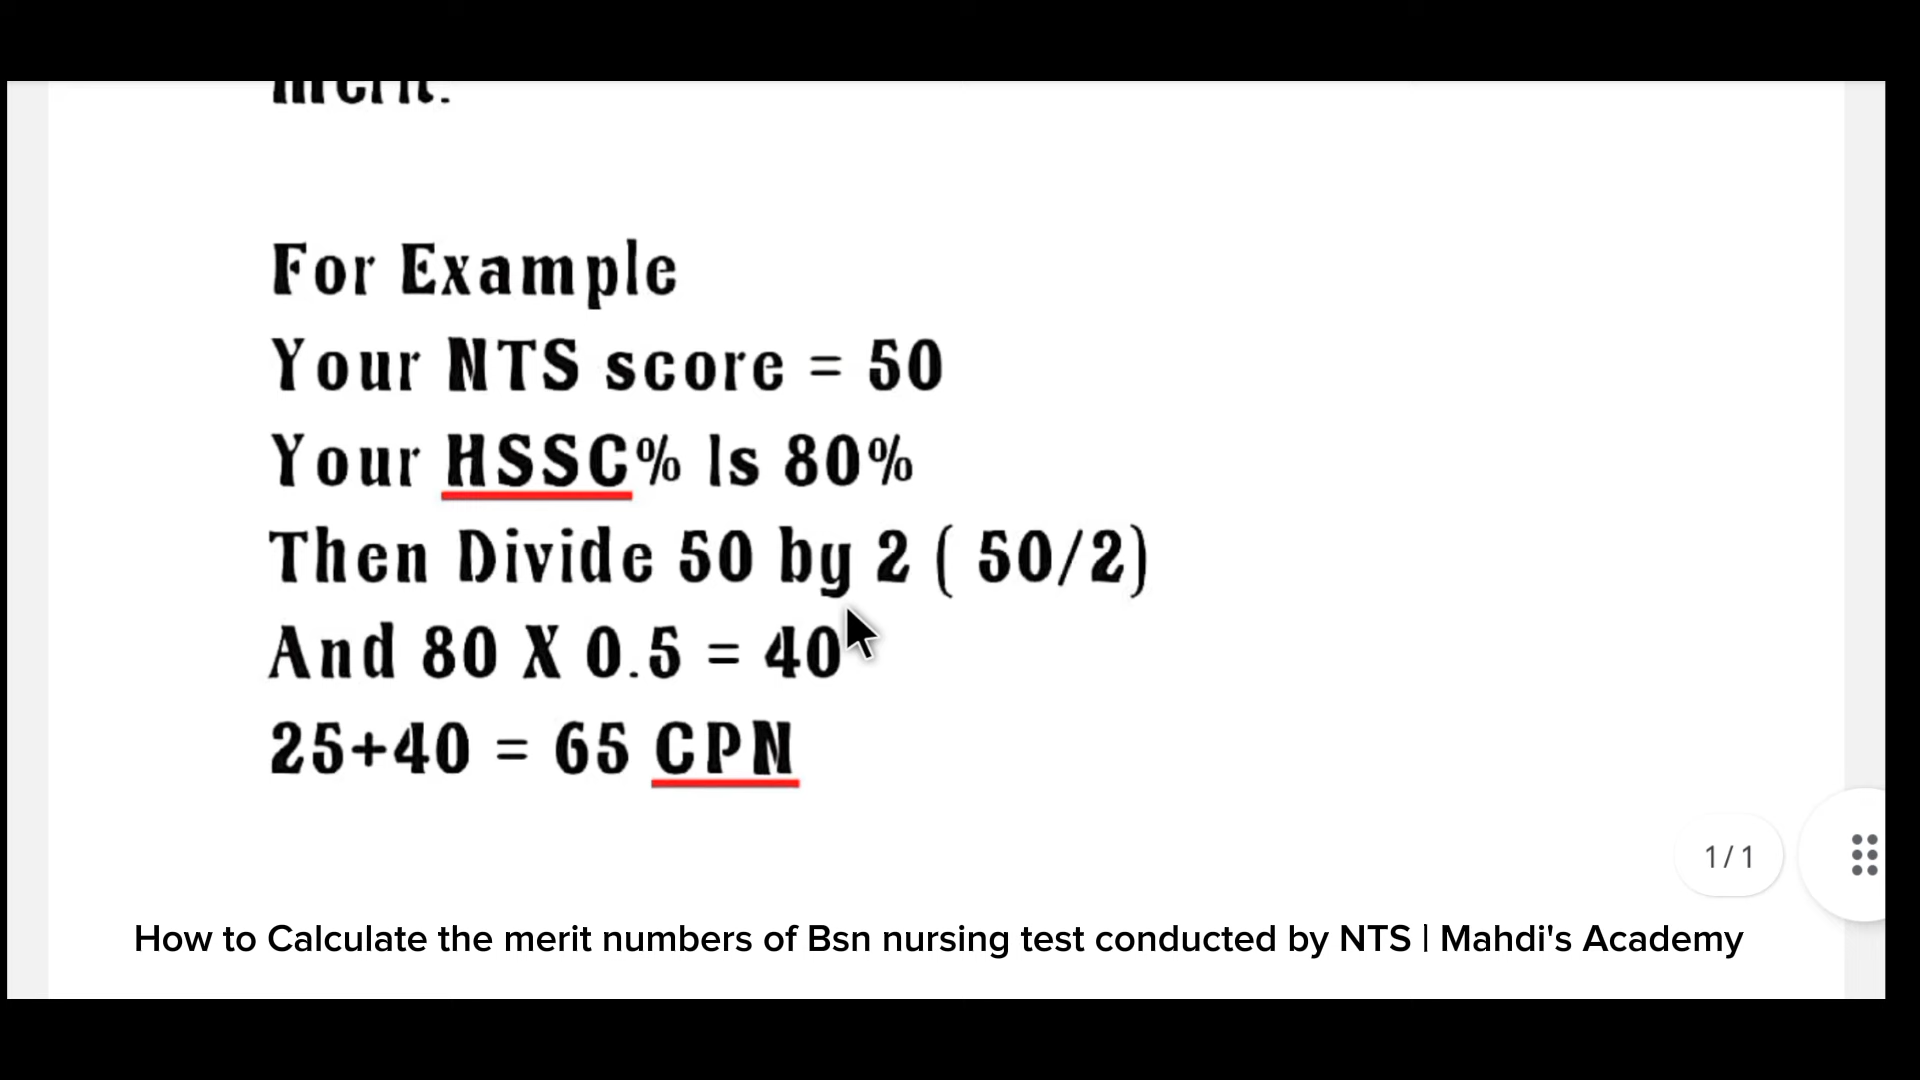 merit.
For Example
Your NTS score = 50
Your HSSC% Is 80%
Then Divide 50 by 2 ( 50/2)
And 80 X 0.5 = 40
25+40 = 65 CPN
1 / 1
How to Calculate the merit numbers of Bsn nursing test conducted by NTS | Mahdi's Academy